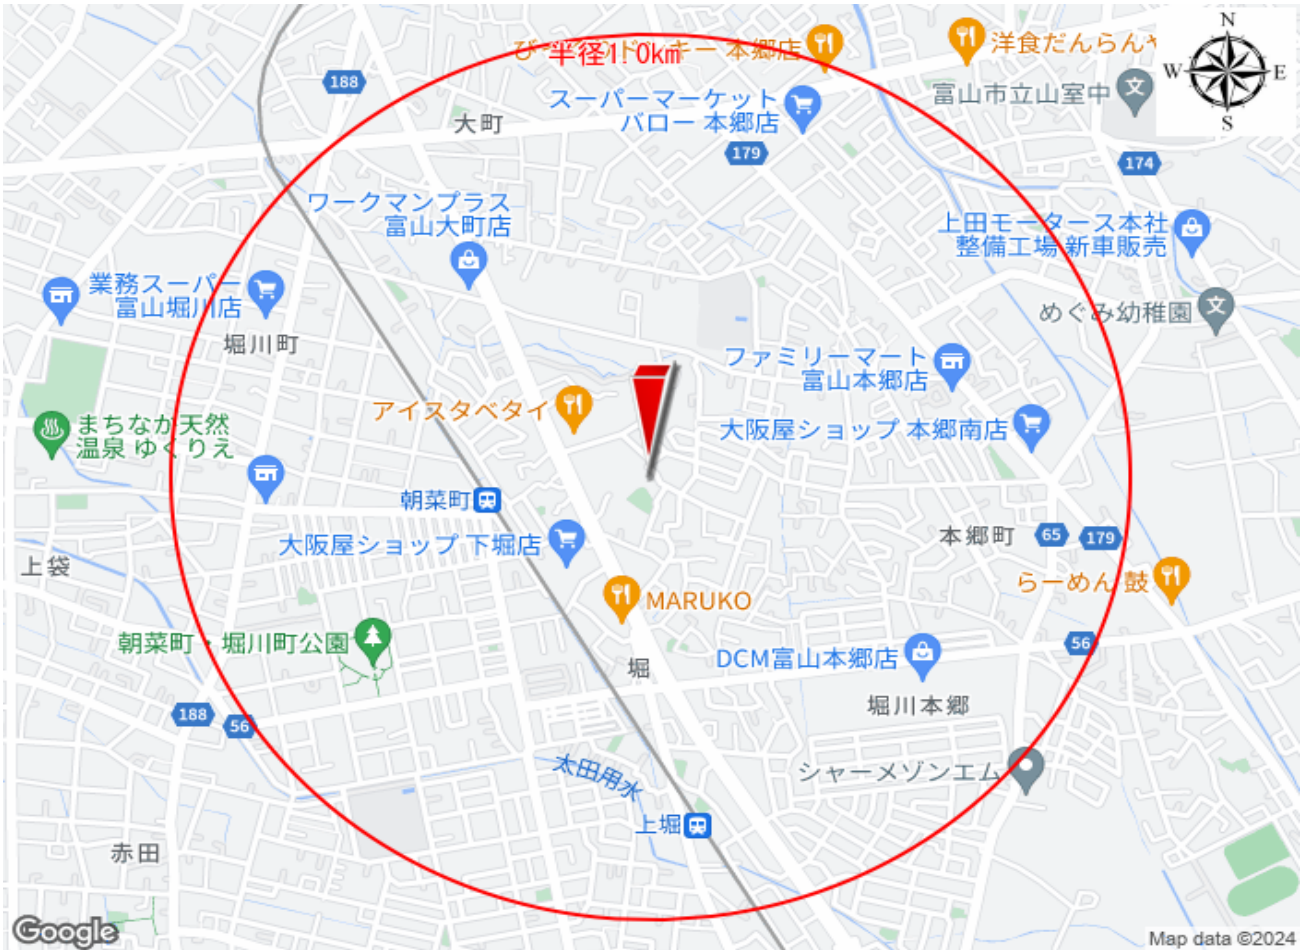 N
W
E
S
半径1.0km
本郷店
洋食だんらんや
188
大町
スーパーマーケット
バロー 本郷店
富山市立山室中
179
174
ワークマンプラス
富山大町店
上田モータース本社
整備工場 新車販売
業務スーパー
富山堀川店
めぐみ幼稚園
堀川町
ファミリーマート
富山本郷店
アイスタベタイ
大阪屋ショップ 本郷南店
まちなか天然
温泉 ゆくりえ
朝菜町
大阪屋ショップ 下堀店
本郷町
65
179
上袋
らーめん 鼓
MARUKO
朝菜町・堀川町公園
56
堀
DCM富山本郷店
188
56
堀川本郷
太田用水
シャーメゾンエム
上堀
赤田
Google
Map data ©2024